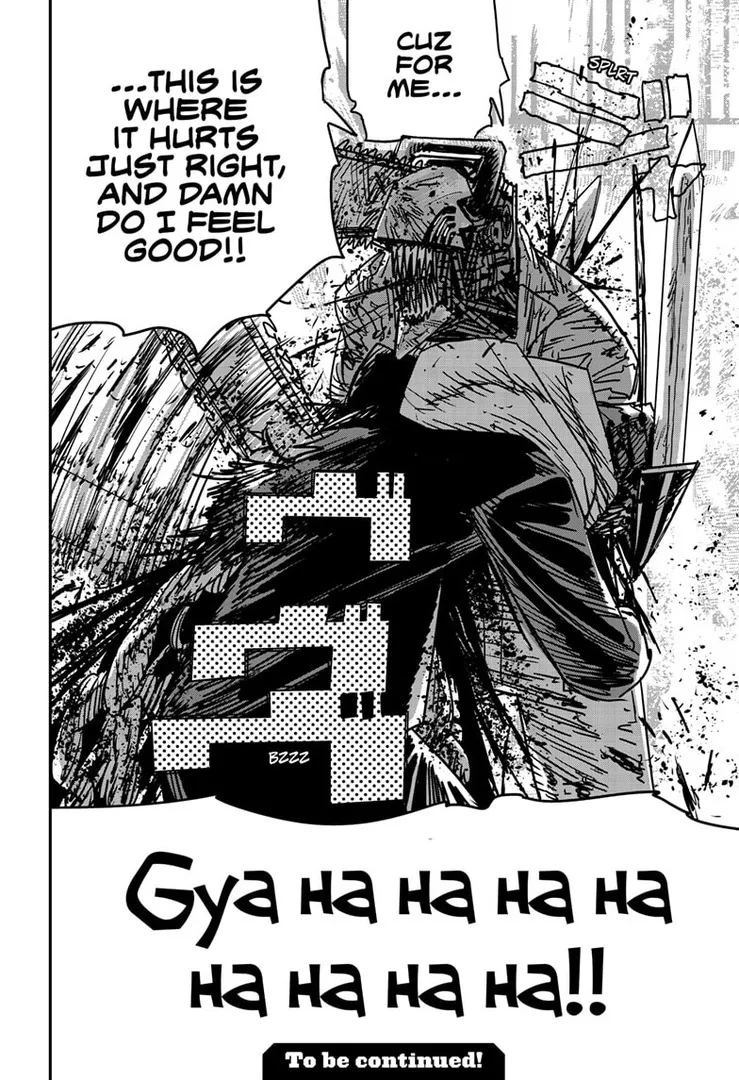 CUZ
FOR
ME...
...THIS IS
WHERE
IT HURTS
JUST RIGHT,
AND DAMN
DO I FEEL
GOOD!!
SPLRT
BZZZ
Gya ha ha ha ha
ha ha ha ha!!
To be continued!